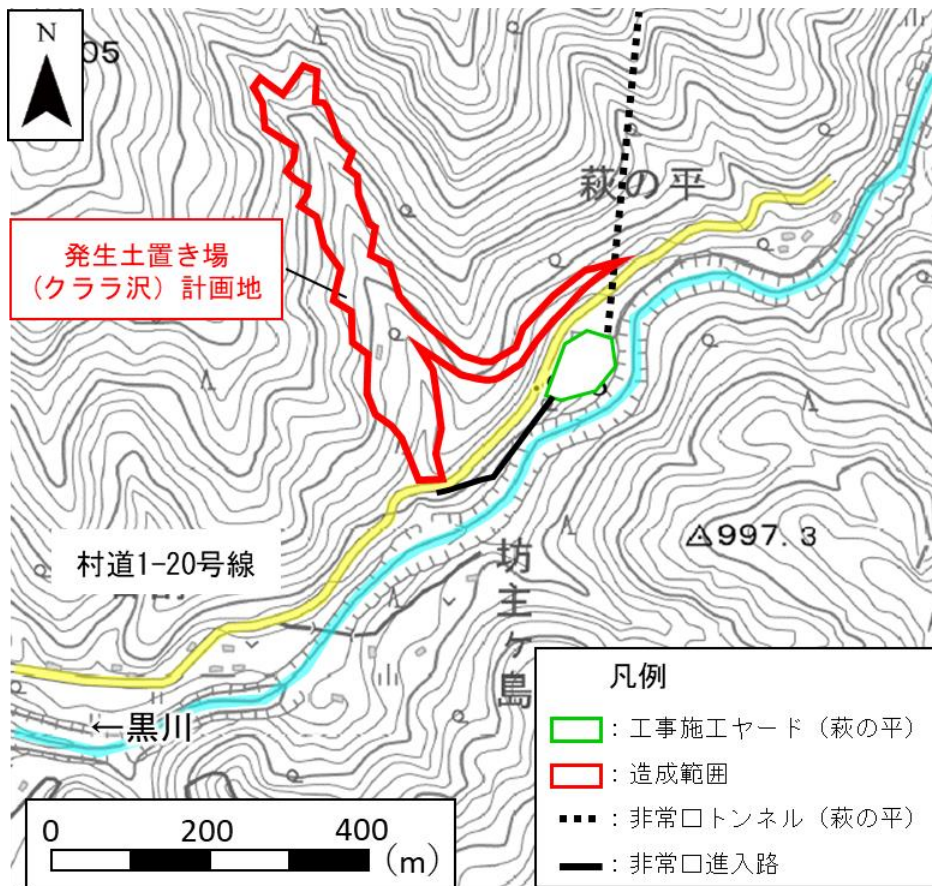 N
05
萩の平
発生土置き場
（クララ沢）計画地
村道1-20号線
△997.3
坊主ヶ島
←黒川
凡例
：工事施工ヤード（萩の平）
：造成範囲
：非常口トンネル（萩の平）
：非常口進入路
0 200 400
(m)